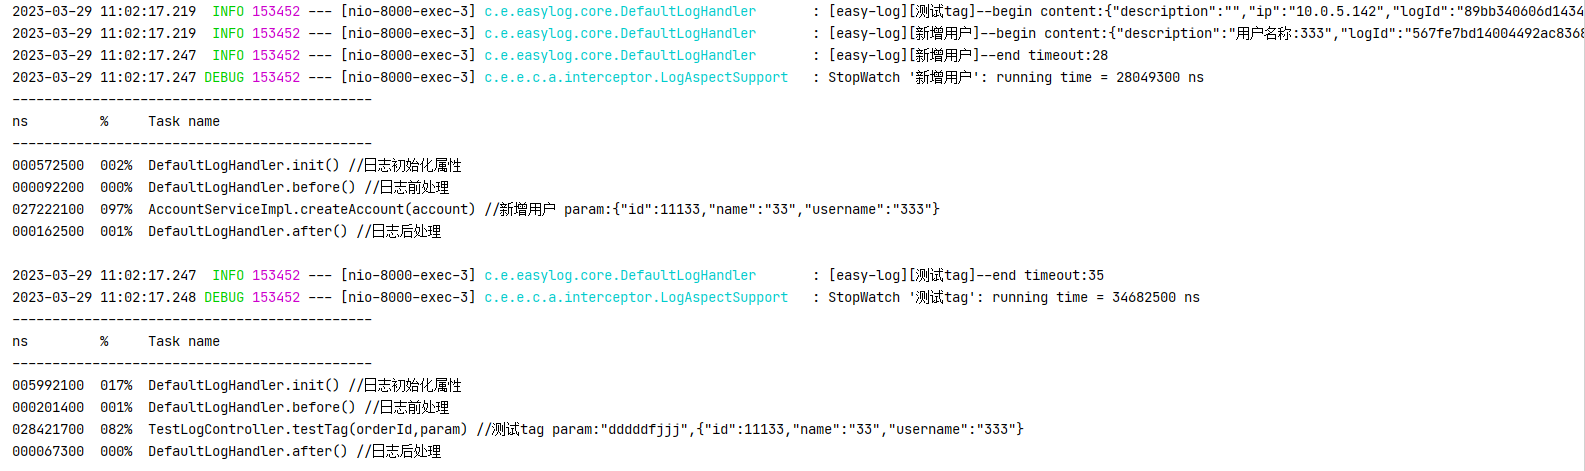 2023-03-29 11:02:17.219  INFO 153452 --- [nio-8000-exec-3] c.e.easylog.core.DefaultLogHandler       : [easy-log][测试tag]--begin content:{"description":"","ip":"10.0.5.142","logId":"89bb340606d1434
2023-03-29 11:02:17.219  INFO 153452 --- [nio-8000-exec-3] c.e.easylog.core.DefaultLogHandler       : [easy-log][新增用户]--begin content:{"description":"用户名称:333","logId":"567fe7bd14004492ac8368
2023-03-29 11:02:17.247  INFO 153452 --- [nio-8000-exec-3] c.e.easylog.core.DefaultLogHandler       : [easy-log][新增用户]--end timeout:28
2023-03-29 11:02:17.247 DEBUG 153452 --- [nio-8000-exec-3] c.e.e.c.a.interceptor.LogAspectSupport   : StopWatch '新增用户': running time = 28049300 ns
---------------------------------------------
ns         %     Task name
---------------------------------------------
000572500  002%  DefaultLogHandler.init() //日志初始化属性
000092200  000%  DefaultLogHandler.before() //日志前处理
027222100  097%  AccountServiceImpl.createAccount(account) //新增用户 param:{"id":11133,"name":"33","username":"333"}
000162500  001%  DefaultLogHandler.after() //日志后处理
2023-03-29 11:02:17.247  INFO 153452 --- [nio-8000-exec-3] c.e.easylog.core.DefaultLogHandler       : [easy-log][测试tag]--end timeout:35
2023-03-29 11:02:17.248 DEBUG 153452 --- [nio-8000-exec-3] c.e.e.c.a.interceptor.LogAspectSupport   : StopWatch '测试tag': running time = 34682500 ns
---------------------------------------------
ns         %     Task name
---------------------------------------------
005992100  017%  DefaultLogHandler.init() //日志初始化属性
000201400  001%  DefaultLogHandler.before() //日志前处理
028421700  082%  TestLogController.testTag(orderId,param) //测试tag param:"dddddfjjj",{"id":11133,"name":"33","username":"333"}
000067300  000%  DefaultLogHandler.after() //日志后处理